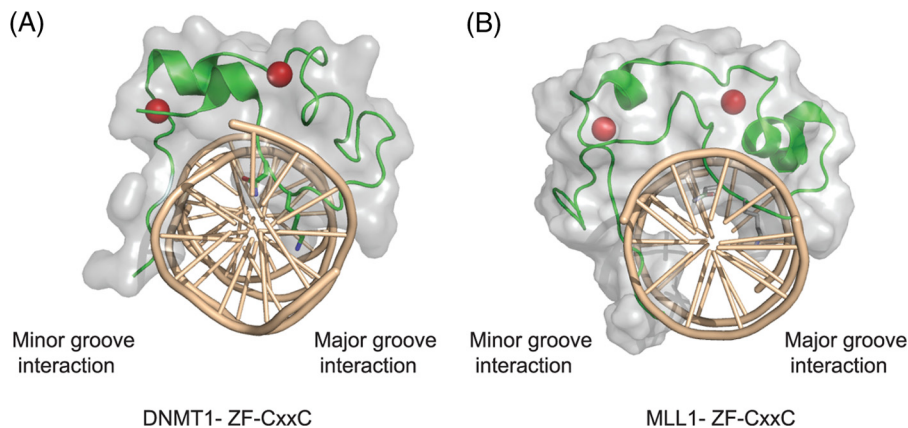 (A)
(B)
Minor groove
interaction
Major groove
interaction
Minor groove
interaction
Major groove
interaction
DNMT1- ZF-CxxC
MLL1- ZF-CxxC